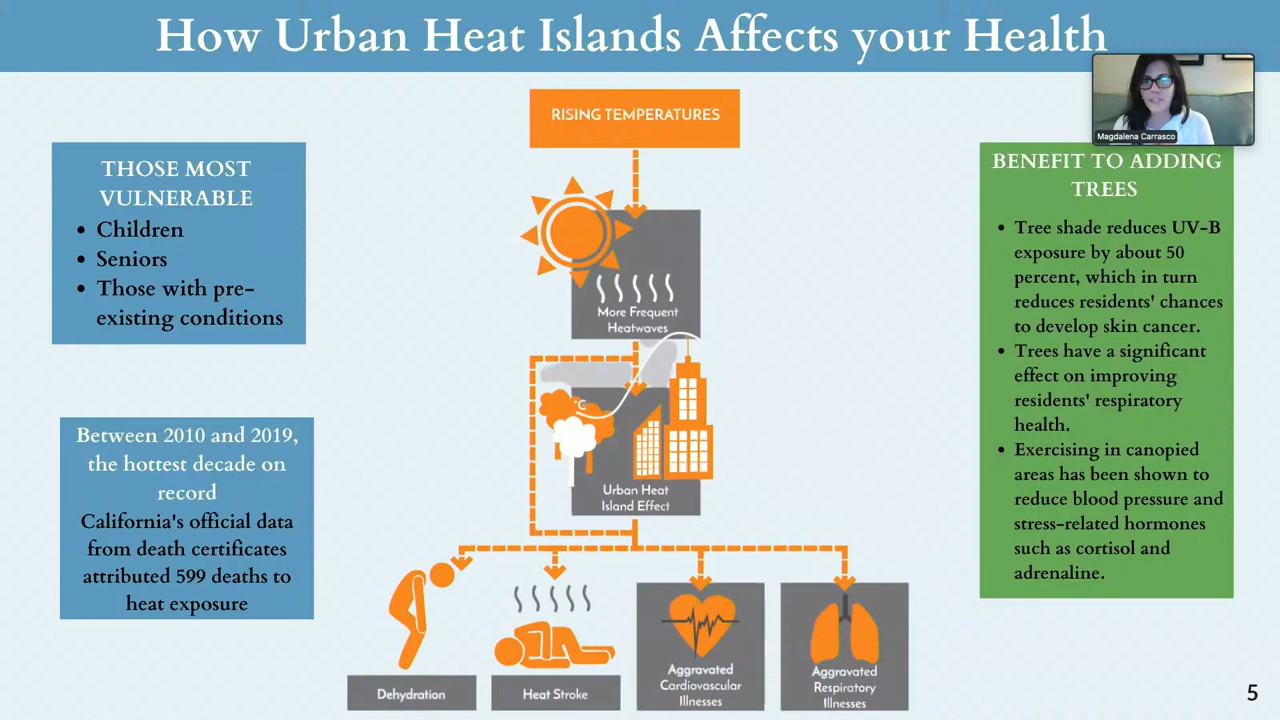 How Urban Heat Islands Affects your Health
Magdalena Carrasco
RISING TEMPERATURES
THOSE MOST
VULNERABLE
• Children
• Seniors
• Those with pre-
existing conditions
Between 2010 and 2019,
the hottest decade on
record
California's official data
from death certificates
attributed 599 deaths to
heat exposure
More Frequent
Heatwaves
°C
Urban Heat
Island Effect
Dehydration
Heat Stroke
Aggravated
Cardiovascular
Illnesses
Aggravated
Respiratory
Illnesses
BENEFIT TO ADDING
TREES
• Tree shade reduces UV-B
exposure by about 50
percent, which in turn
reduces residents' chances
to develop skin cancer.
• Trees have a significant
effect on improving
residents' respiratory
health.
• Exercising in canopied
areas has been shown to
reduce blood pressure and
stress-related hormones
such as cortisol and
adrenaline.
5